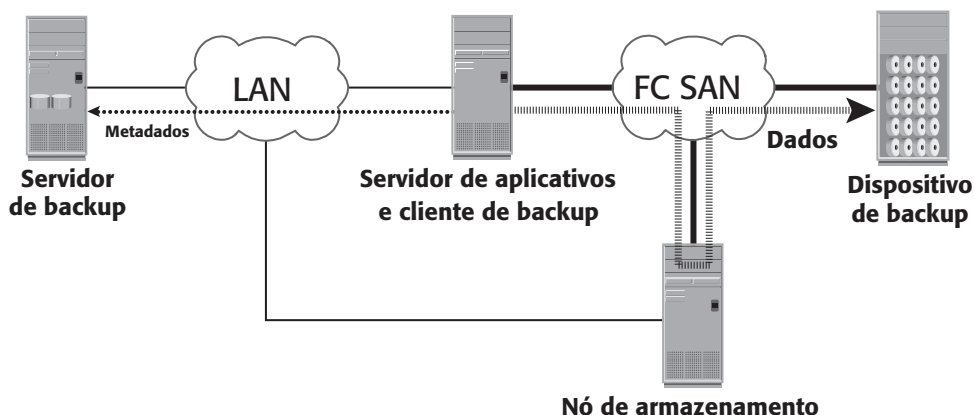 LAN
FC SAN
Metadados
Dados
Servidor
de backup
Servidor de aplicativos
e cliente de backup
Dispositivo
de backup
Nó de armazenamento